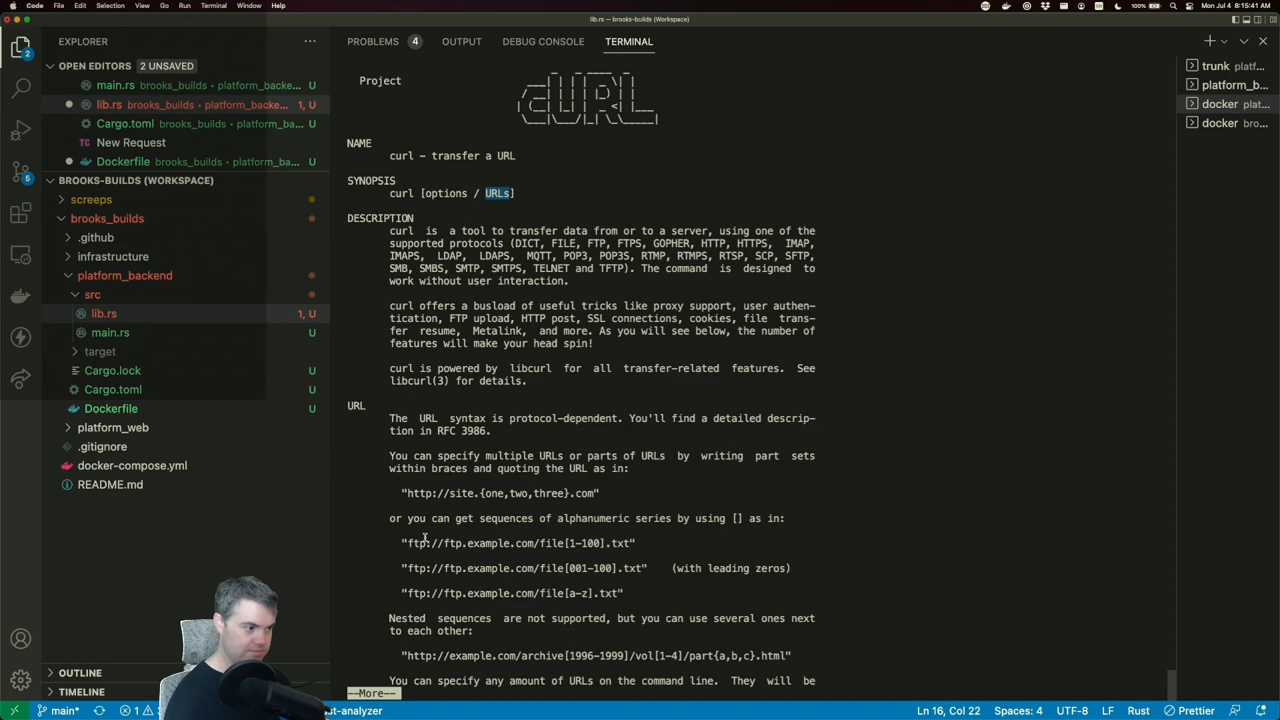 Code File Edit Selection View Go Run Terminal Window Help 100% Mon Jul 4 8:15:41 AM
lib.rs — brooks-builds (Workspace)
EXPLORER
PROBLEMS 4 OUTPUT DEBUG CONSOLE TERMINAL
OPEN EDITORS 2 UNSAVED
main.rs brooks_builds • platform_backe... U
lib.rs brooks_builds • platform_backe... 1, U
Cargo.toml brooks_builds • platform_ba... U
New Request
Dockerfile brooks_builds • platform_ba... U
BROOKS-BUILDS (WORKSPACE)
screeps
brooks_builds
.github
infrastructure
platform_backend
src
lib.rs 1, U
main.rs U
target
Cargo.lock U
Cargo.toml U
Dockerfile U
platform_web
.gitignore
docker-compose.yml
README.md
OUTLINE
TIMELINE
2
5
trunk platf...
platform_b...
docker plat...
docker bro...
Project cURL
NAME
curl - transfer a URL
SYNOPSIS
curl [options / URLs]
DESCRIPTION
curl is a tool to transfer data from or to a server, using one of the
supported protocols (DICT, FILE, FTP, FTPS, GOPHER, HTTP, HTTPS, IMAP,
IMAPS, LDAP, LDAPS, MQTT, POP3, POP3S, RTMP, RTMPS, RTSP, SCP, SFTP,
SMB, SMBS, SMTP, SMTPS, TELNET and TFTP). The command is designed to
work without user interaction.
curl offers a busload of useful tricks like proxy support, user authen-
tication, FTP upload, HTTP post, SSL connections, cookies, file trans-
fer resume, Metalink, and more. As you will see below, the number of
features will make your head spin!
curl is powered by libcurl for all transfer-related features. See
libcurl(3) for details.
URL
The URL syntax is protocol-dependent. You'll find a detailed descrip-
tion in RFC 3986.
You can specify multiple URLs or parts of URLs by writing part sets
within braces and quoting the URL as in:
"http://site.{one,two,three}.com"
or you can get sequences of alphanumeric series by using [] as in:
"ftp://ftp.example.com/file[1-100].txt"
"ftp://ftp.example.com/file[001-100].txt" (with leading zeros)
"ftp://ftp.example.com/file[a-z].txt"
Nested sequences are not supported, but you can use several ones next
to each other:
"http://example.com/archive[1996-1999]/vol[1-4]/part{a,b,c}.html"
You can specify any amount of URLs on the command line. They will be
--More--
main* 1 3 st-analyzer Ln 16, Col 22 Spaces: 4 UTF-8 LF Rust Prettier